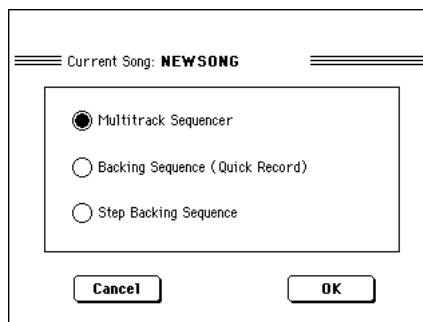 Current Song: NEWSONG
Multitrack Sequencer
Backing Sequence (Quick Record)
Step Backing Sequence
Cancel OK